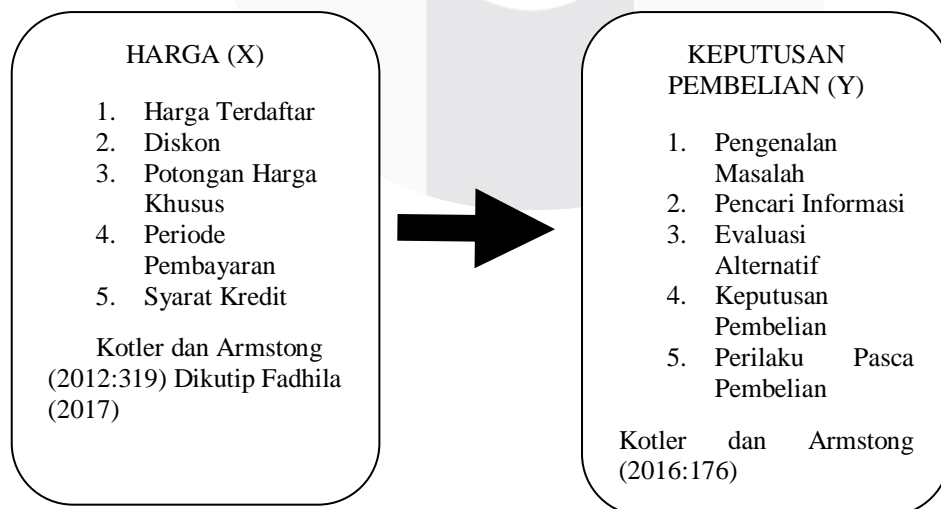 HARGA (X)
1. Harga Terdaftar
2. Diskon
3. Potongan Harga
Khusus
4. Periode
Pembayaran
5. Syarat Kredit
Kotler dan Armstong
(2012:319) Dikutip Fadhila
(2017)
KEPUTUSAN
PEMBELIAN (Y)
1. Pengenalan
Masalah
2. Pencari Informasi
3. Evaluasi
Alternatif
4. Keputusan
Pembelian
5. Perilaku Pasca
Pembelian
Kotler dan Armstong
(2016:176)